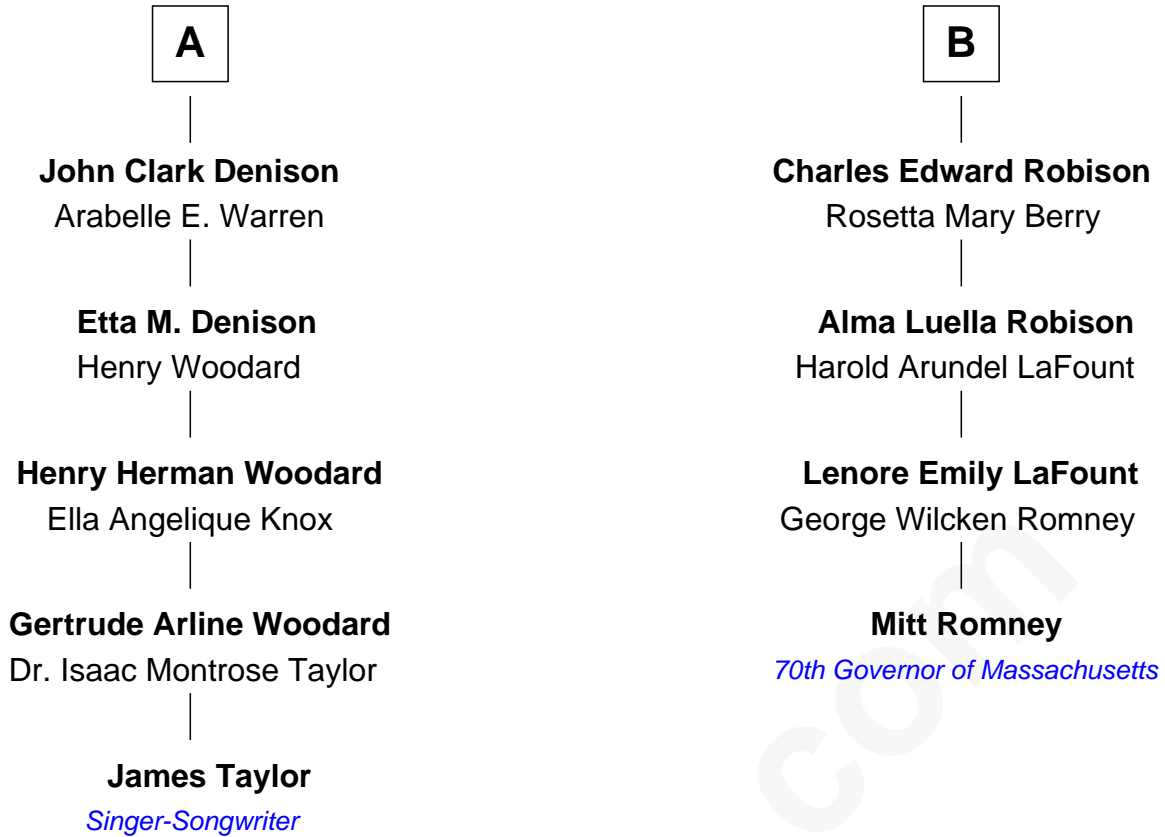 A
John Clark Denison
Arabelle E. Warren
Etta M. Denison
Henry Woodard
Henry Herman Woodard
Ella Angelique Knox
Gertrude Arline Woodard
Dr. Isaac Montrose Taylor
James Taylor
Singer-Songwriter
B
Charles Edward Robison
Rosetta Mary Berry
Alma Luella Robison
Harold Arundel LaFount
Lenore Emily LaFount
George Wilcken Romney
Mitt Romney
70th Governor of Massachusetts
com